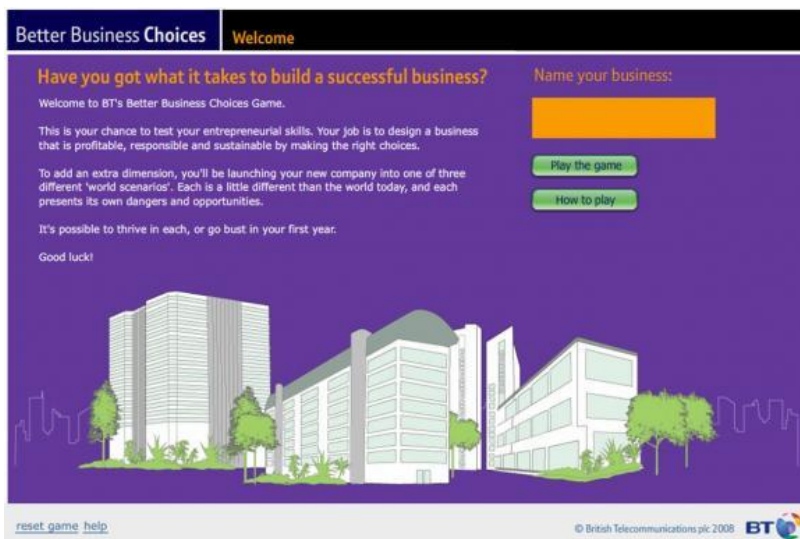 Better Business Choices
Welcome
Have you got what it takes to build a successful business?
Welcome to BT's Better Business Choices Game.
This is your chance to test your entrepreneurial skills. Your job is to design a business
that is profitable, responsible and sustainable by making the right choices.
To add an extra dimension, you'll be launching your new company into one of three
different 'world scenarios'. Each is a little different than the world today, and each
presents its own dangers and opportunities.
It's possible to thrive in each, or go bust in your first year.
Good luck!
Name your business:
Play the game
How to play
reset game help
© British Telecommunications plc 2008
BT